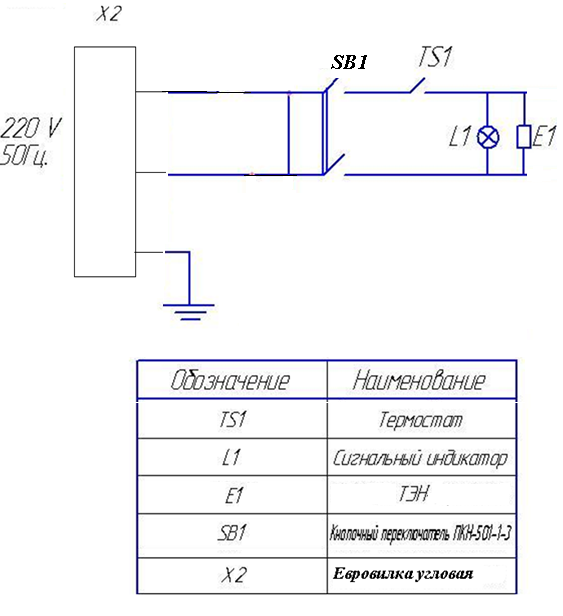 X2
SB1
TS1
220 V
50Гц.
L1
E1
Обозначение Наименование
TS1 Термостат
L1 Сигнальный индикатор
E1 ТЭН
SB1 Кнопочный переключатель ПКН-501-1-3
X2 Евровилка угловая